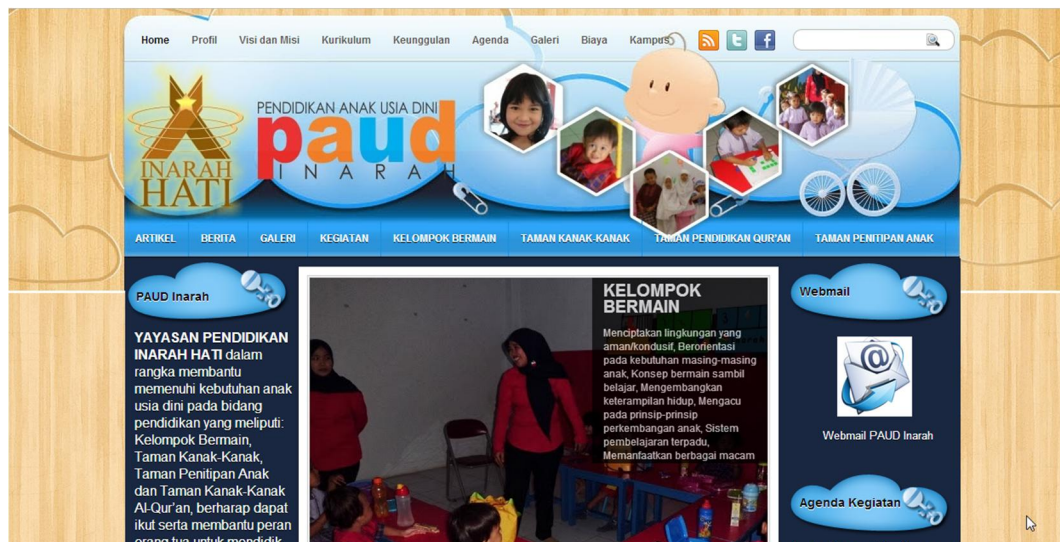 Home Profil Visi dan Misi Kurikulum Keunggulan Agenda Galeri Biaya Kampus
INARAH
HATI
PENDIDIKAN ANAK USIA DINI
paud
INARAH
ARTIKEL BERITA GALERI KEGIATAN KELOMPOK BERMAIN TAMAN KANAK-KANAK TAMAN PENDIDIKAN QUR'AN TAMAN PENITIPAN ANAK
PAUD Inarah
YAYASAN PENDIDIKAN
INARAH HATI dalam
rangka membantu
memenuhi kebutuhan anak
usia dini pada bidang
pendidikan yang meliputi:
Kelompok Bermain,
Taman Kanak-Kanak,
Taman Penitipan Anak
dan Taman Kanak-Kanak
Al-Qur'an, berharap dapat
ikut serta membantu peran
orang tua untuk mendidik
KELOMPOK
BERMAIN
Menciptakan lingkungan yang
aman/kondusif, Berorientasi
pada kebutuhan masing-masing
anak, Konsep bermain sambil
belajar, Mengembangkan
keterampilan hidup, Mengacu
pada prinsip-prinsip
perkembangan anak, Sistem
pembelajaran terpadu,
Memanfaatkan berbagai macam
Webmail
Webmail PAUD Inarah
Agenda Kegiatan